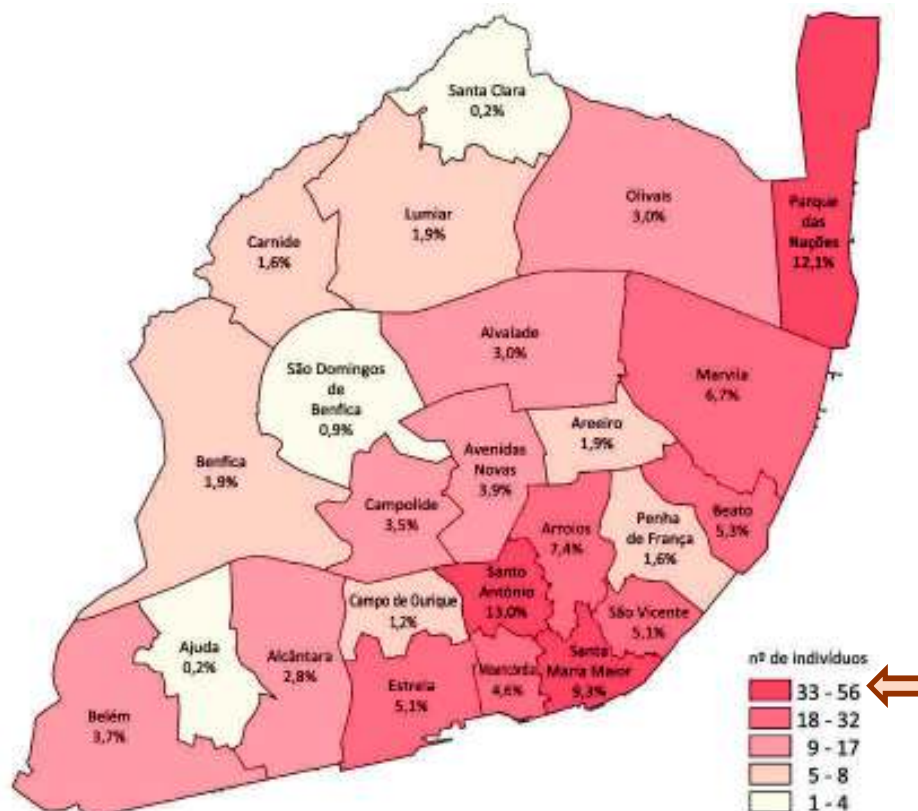 Santa Clara
0,2%
Olivais
3,0%
Parque
das
Nações
12,1%
Lumiar
1,9%
Carnide
1,6%
Alvalade
3,0%
São Domingos
de
Benfica
0,9%
Marvila
6,7%
Areeiro
1,9%
Avenidas
Novas
3,9%
Benfica
1,9%
Campolide
3,5%
Beato
5,3%
Penha
de França
1,6%
Arroios
7,4%
Santo
António
13,0%
Campo de Ourique
1,2%
São Vicente
5,1%
Ajuda
0,2%
Alcântara
2,8%
Santa
Maria Maior
9,3%
Misericórdia
4,6%
Estrela
5,1%
Belém
3,7%
nº de indivíduos
33 - 56
18 - 32
9 - 17
5 - 8
1 - 4